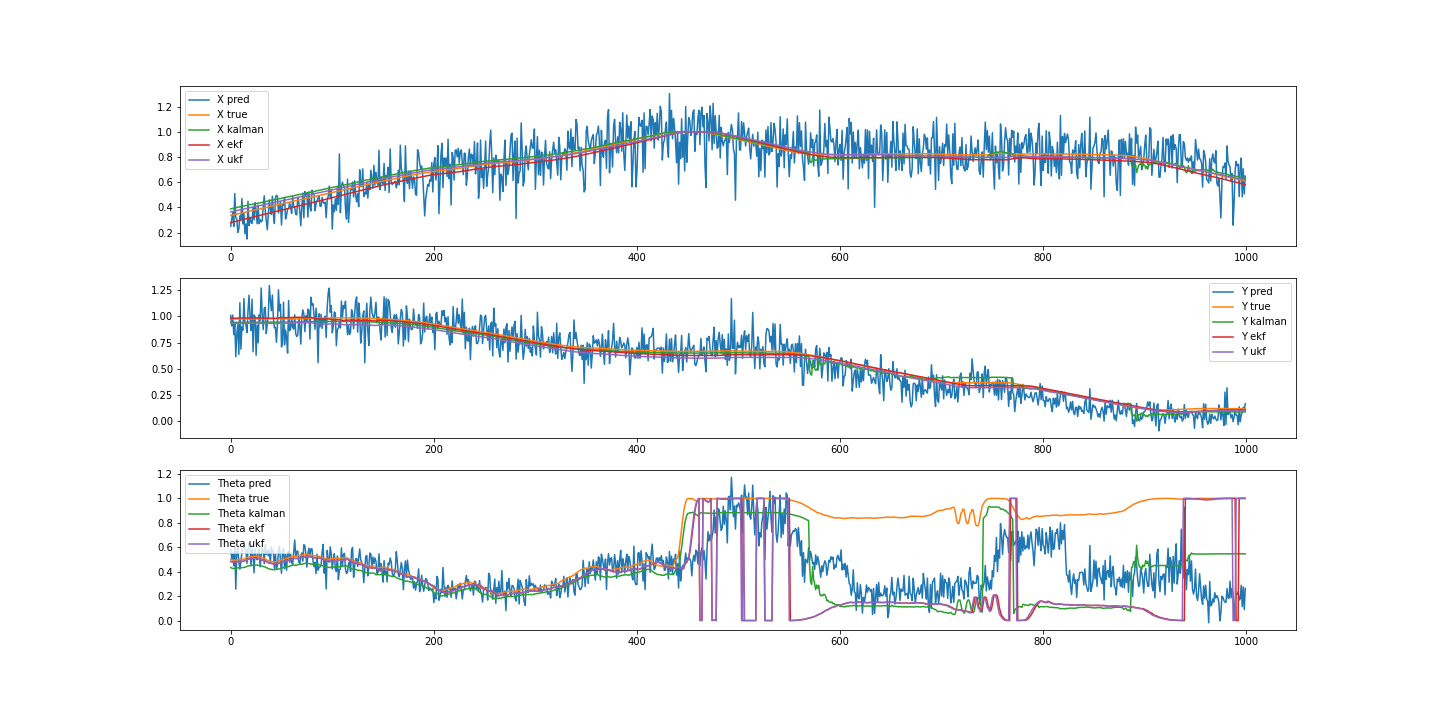 X pred
X true
X kalman
X ekf
X ukf
1.2
1.0
0.8
0.6
0.4
0.2
0 200 400 600 800 1000
Y pred
Y true
Y kalman
Y ekf
Y ukf
1.25
1.00
0.75
0.50
0.25
0.00
0 200 400 600 800 1000
Theta pred
Theta true
Theta kalman
Theta ekf
Theta ukf
1.2
1.0
0.8
0.6
0.4
0.2
0.0
0 200 400 600 800 1000